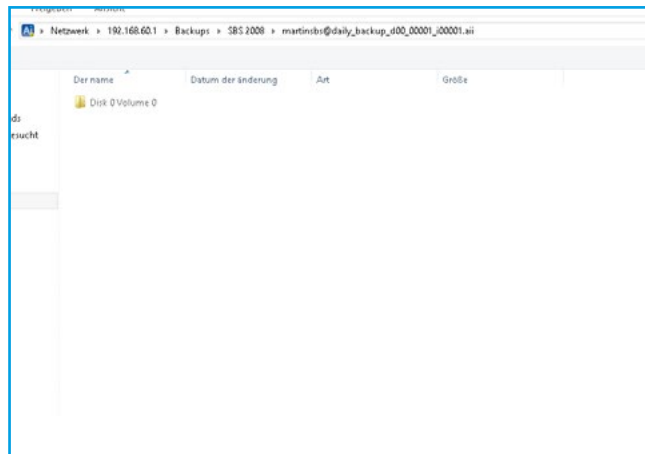 Freigeben Ansicht
Ai Netzwerk 192.168.60.1 Backups SBS 2008 martinsbs@daily_backup_d00_00001_i00001.aii
Der name Datum der änderung Art Größe
Disk 0 Volume 0
ds
esucht